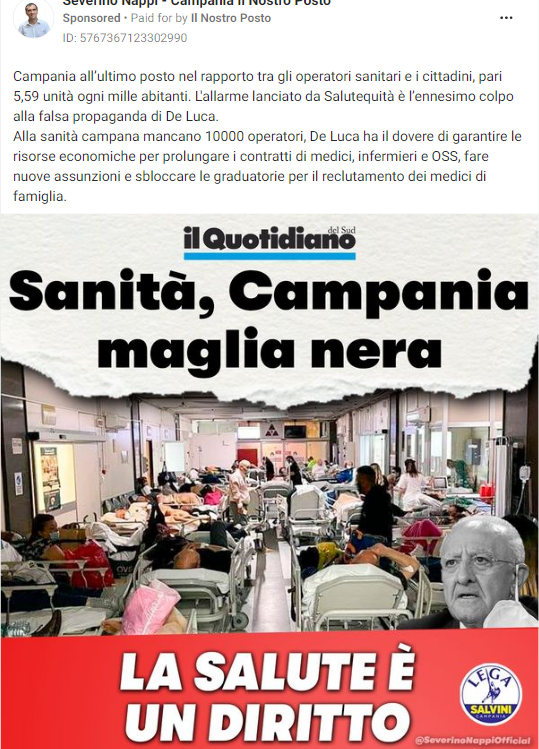 Severino Nappi - Campania Il Nostro Posto
Sponsored • Paid for by Il Nostro Posto
ID: 5767367123302990
Campania all'ultimo posto nel rapporto tra gli operatori sanitari e i cittadini, pari
5,59 unità ogni mille abitanti. L'allarme lanciato da Salutequità è l'ennesimo colpo
alla falsa propaganda di De Luca.
Alla sanità campana mancano 10000 operatori, De Luca ha il dovere di garantire le
risorse economiche per prolungare i contratti di medici, infermieri e OSS, fare
nuove assunzioni e sbloccare le graduatorie per il reclutamento dei medici di
famiglia.
il Quotidiano
del Sud
Sanità, Campania
maglia nera
LA SALUTE È
UN DIRITTO
LEGA
SALVINI
CAMPANIA
@SeverinoNappiOfficial